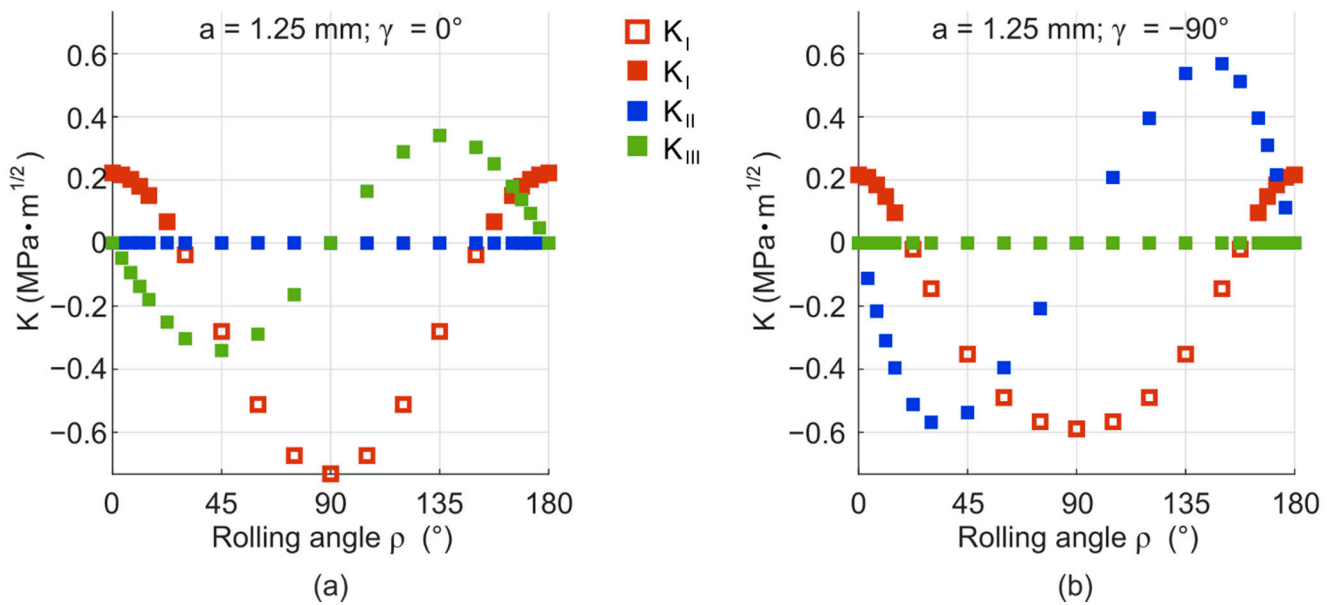 a = 1.25 mm; γ = 0°
K (MPa•m^1/2)
0.6
0.4
0.2
0
−0.2
−0.4
−0.6
0 45 90 135 180
Rolling angle ρ (°)
(a)
K_I
K_I
K_II
K_III
a = 1.25 mm; γ = −90°
K (MPa•m^1/2)
0.6
0.4
0.2
0
−0.2
−0.4
−0.6
0 45 90 135 180
Rolling angle ρ (°)
(b)